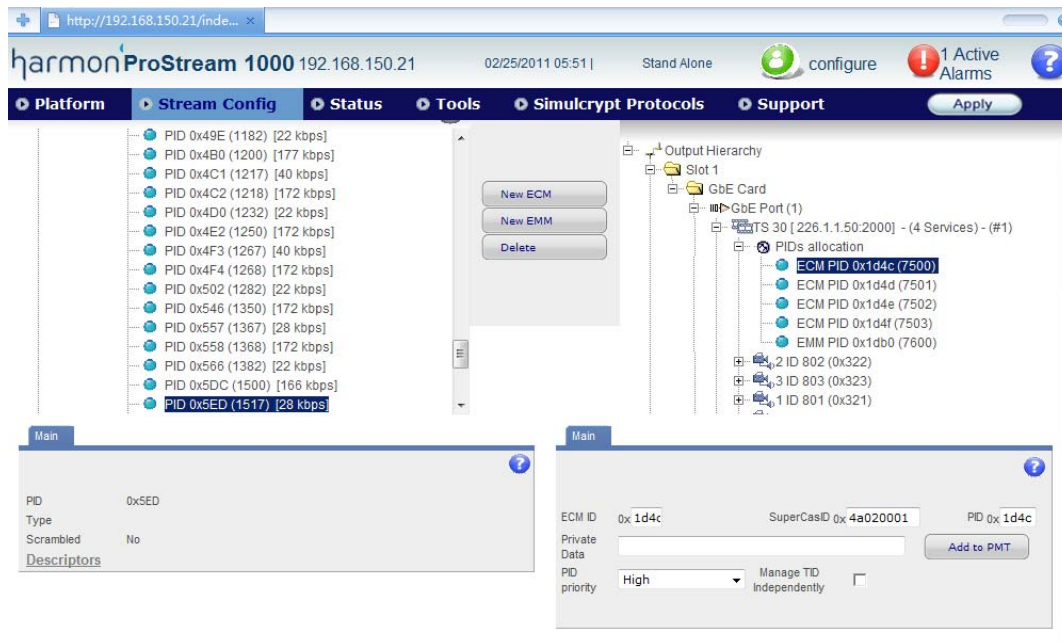 http://192.168.150.21/inde... ×
harmon ProStream 1000 192.168.150.21 02/25/2011 05:51 | Stand Alone configure 1 Active Alarms ?
Platform Stream Config Status Tools Simulcrypt Protocols Support Apply
PID 0x49E (1182) [22 kbps]
PID 0x4B0 (1200) [177 kbps]
PID 0x4C1 (1217) [40 kbps]
PID 0x4C2 (1218) [172 kbps]
PID 0x4D0 (1232) [22 kbps]
PID 0x4E2 (1250) [172 kbps]
PID 0x4F3 (1267) [40 kbps]
PID 0x4F4 (1268) [172 kbps]
PID 0x502 (1282) [22 kbps]
PID 0x546 (1350) [172 kbps]
PID 0x557 (1367) [28 kbps]
PID 0x558 (1368) [172 kbps]
PID 0x566 (1382) [22 kbps]
PID 0x5DC (1500) [166 kbps]
PID 0x5ED (1517) [28 kbps]
New ECM
New EMM
Delete
Output Hierarchy
Slot 1
GbE Card
GbE Port (1)
TS 30 [ 226.1.1.50:2000] - (4 Services) - (#1)
PIDs allocation
ECM PID 0x1d4c (7500)
ECM PID 0x1d4d (7501)
ECM PID 0x1d4e (7502)
ECM PID 0x1d4f (7503)
EMM PID 0x1db0 (7600)
2 ID 802 (0x322)
3 ID 803 (0x323)
1 ID 801 (0x321)
Main
?
PID 0x5ED
Type
Scrambled No
Descriptors
Main
?
ECM ID 0x 1d4c SuperCasID 0x 4a020001 PID 0x 1d4c
Private Data Add to PMT
PID priority High Manage TID Independently